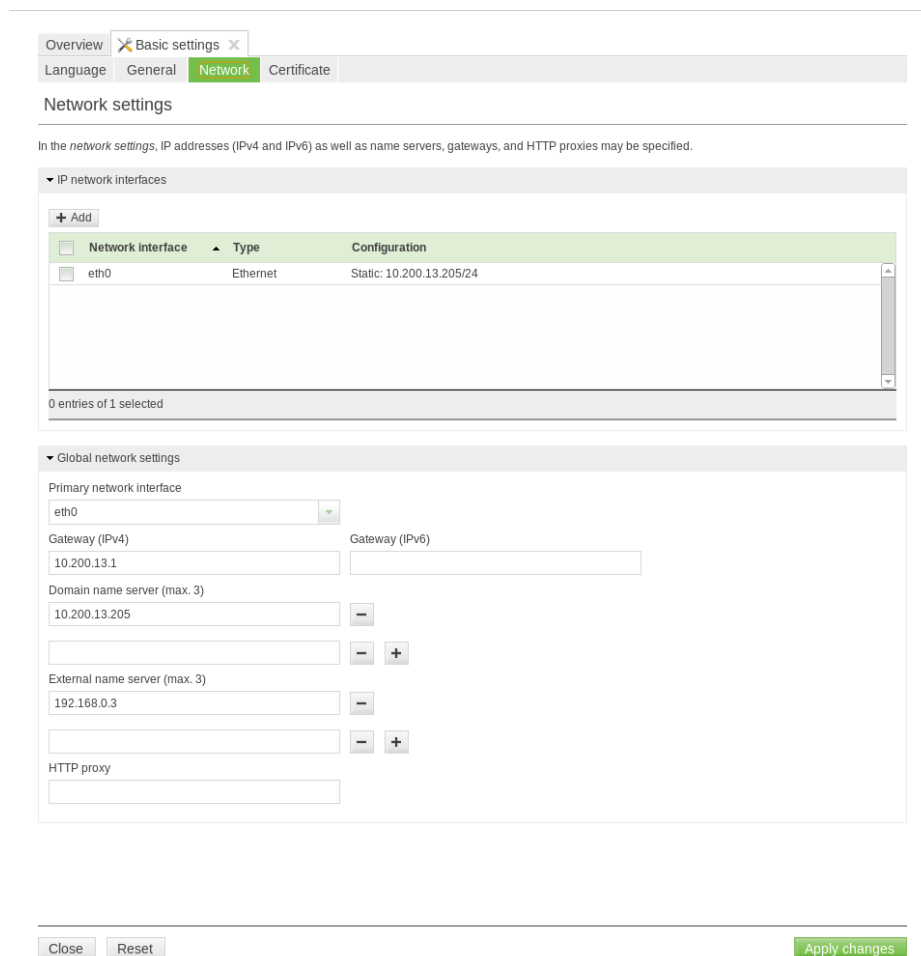 Overview Basic settings
Language General Network Certificate
Network settings
In the network settings, IP addresses (IPv4 and IPv6) as well as name servers, gateways, and HTTP proxies may be specified.
IP network interfaces
Add
Network interface Type Configuration
eth0 Ethernet Static: 10.200.13.205/24
0 entries of 1 selected
Global network settings
Primary network interface
eth0
Gateway (IPv4) Gateway (IPv6)
10.200.13.1
Domain name server (max. 3)
10.200.13.205
External name server (max. 3)
192.168.0.3
HTTP proxy
Close Reset Apply changes